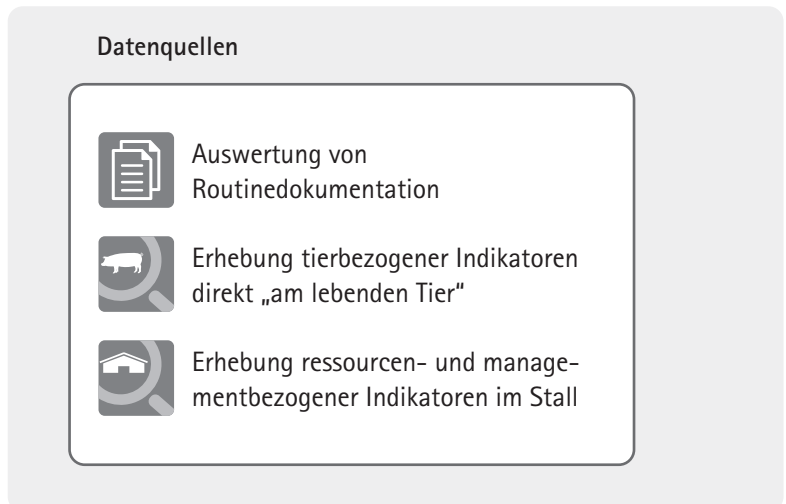 Datenquellen
Auswertung von
Routinedokumentation
Erhebung tierbezogener Indikatoren
direkt „am lebenden Tier“
Erhebung ressourcen- und manage-
mentbezogener Indikatoren im Stall